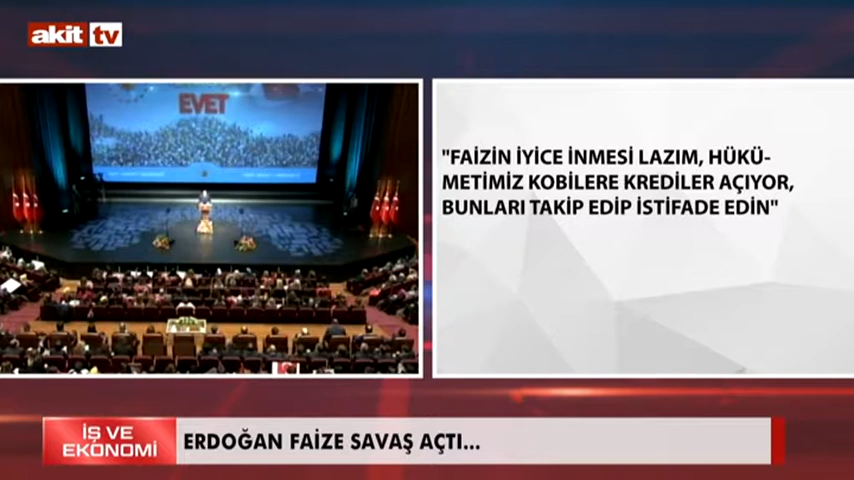 akit tv
EVET
"FAİZİN İYİCE İNMESİ LAZIM, HÜKÜ-
METİMİZ KOBİLERE KREDİLER AÇIYOR,
BUNLARI TAKİP EDİP İSTİFADE EDİN"
İŞ VE
EKONOMİ
ERDOĞAN FAİZE SAVAŞ AÇTI...